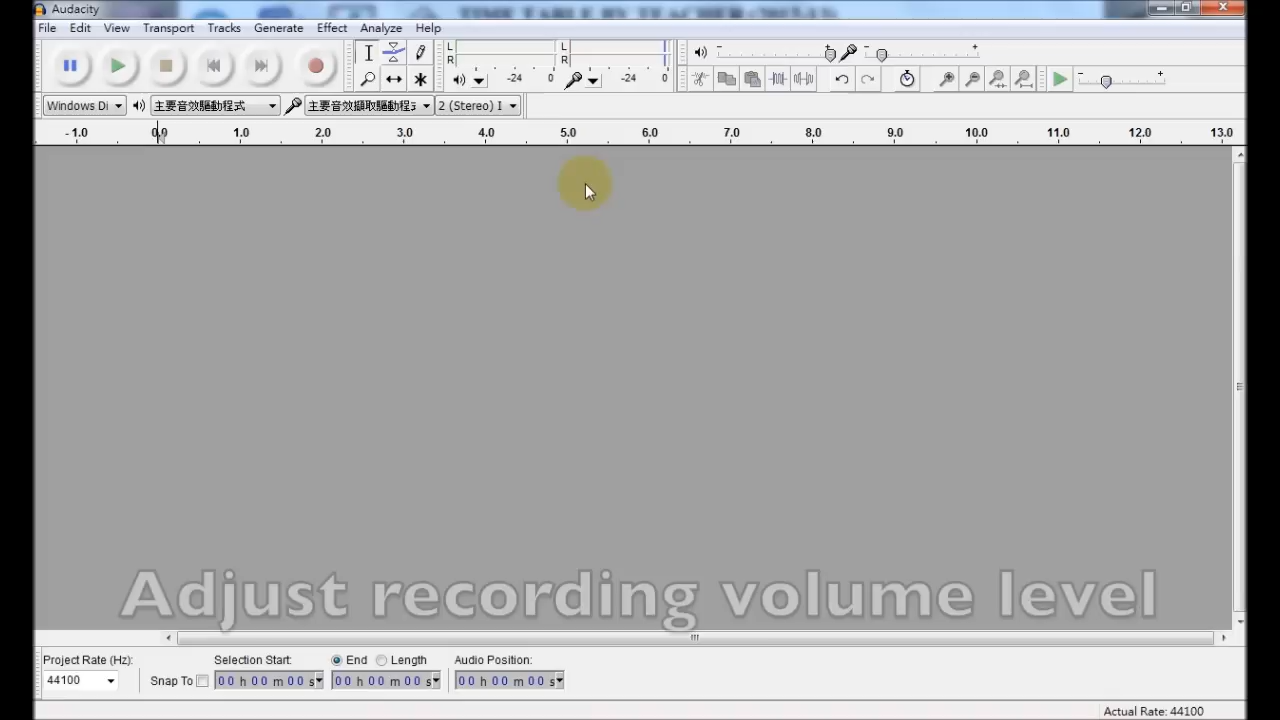 Audacity
File Edit View Transport Tracks Generate Effect Analyze Help
L
R
L
R
-24 0 -24 0
Windows Di 主要音效驅動程式 主要音效擷取驅動程式 2 (Stereo) I
-1.0 0.0 1.0 2.0 3.0 4.0 5.0 6.0 7.0 8.0 9.0 10.0 11.0 12.0 13.0
Adjust recording volume level
Project Rate (Hz): Selection Start: End Length Audio Position:
44100 Snap To 00 h 00 m 00 s 00 h 00 m 00 s 00 h 00 m 00 s
Actual Rate: 44100